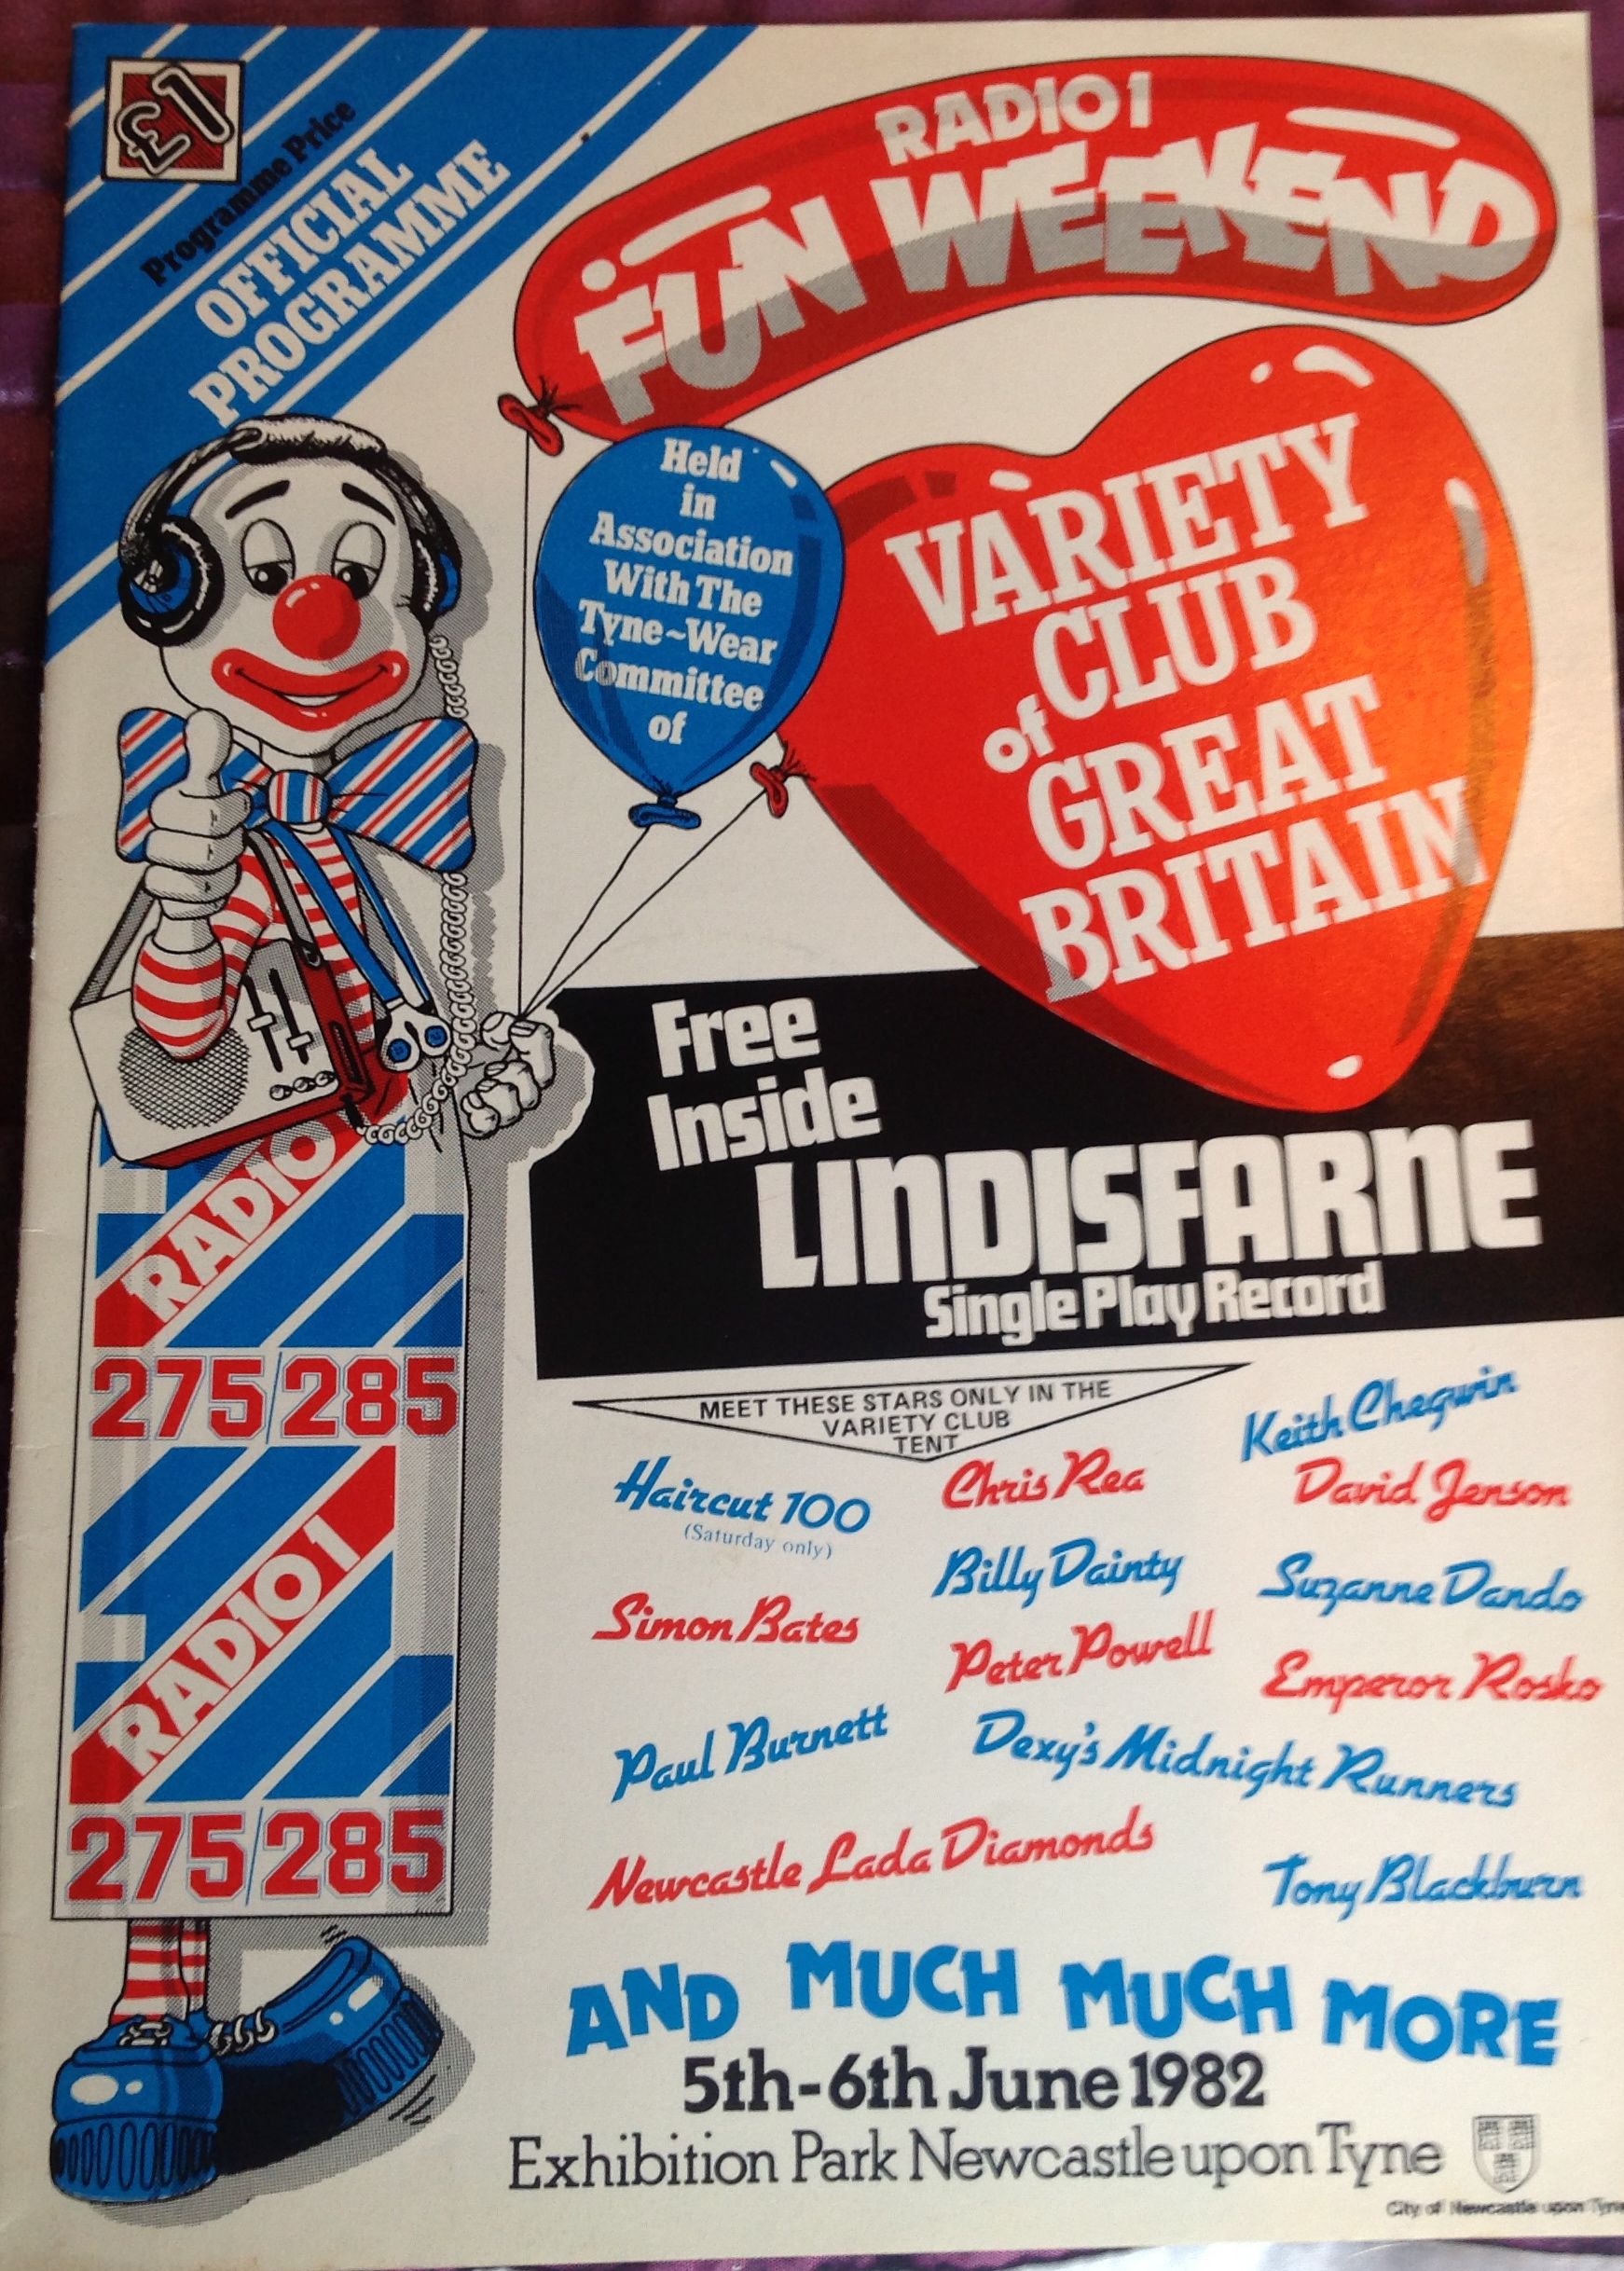 £1
Programme Price
OFFICIAL
PROGRAMME
RADIO 1
FUN WEEKEND
Held
in
Association
With The
Tyne~Wear
Committee
of
VARIETY
CLUB
of
GREAT
BRITAIN
Free
Inside
LINDISFARNE
Single Play Record
RADIO
275/285
RADIO 1
275/285
MEET THESE STARS ONLY IN THE
VARIETY CLUB
TENT
Keith Chegwin
Haircut 100
(Saturday only)
Chris Rea
David Jenson
Billy Dainty
Suzanne Dando
Simon Bates
Peter Powell
Emperor Rosko
Paul Burnett
Dexy's Midnight Runners
Newcastle Lada Diamonds
Tony Blackburn
AND MUCH MUCH MORE
5th-6th June 1982
Exhibition Park Newcastle upon Tyne
City of Newcastle upon Tyne